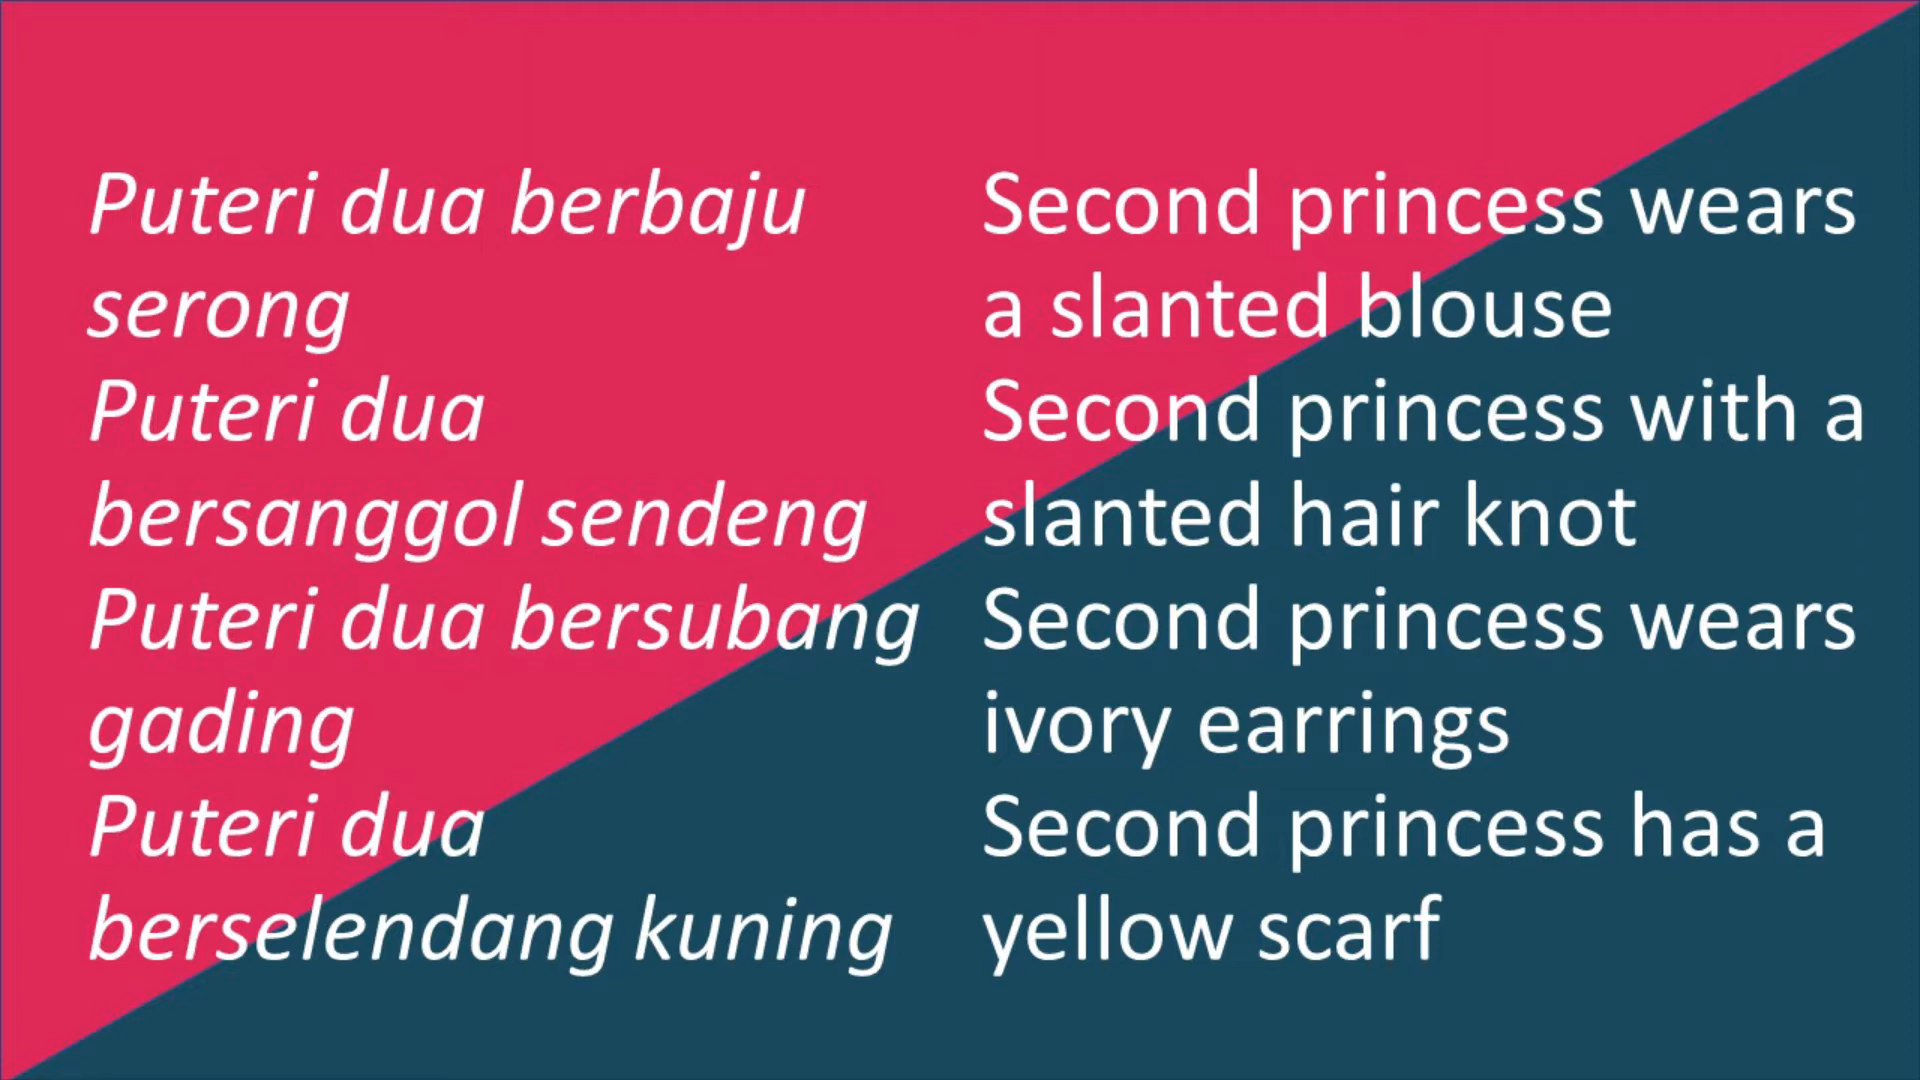 Puteri dua berbaju
serong
Puteri dua
bersanggol sendeng
Puteri dua bersubang
gading
Puteri dua
berselendang kuning
Second princess wears
a slanted blouse
Second princess with a
slanted hair knot
Second princess wears
ivory earrings
Second princess has a
yellow scarf